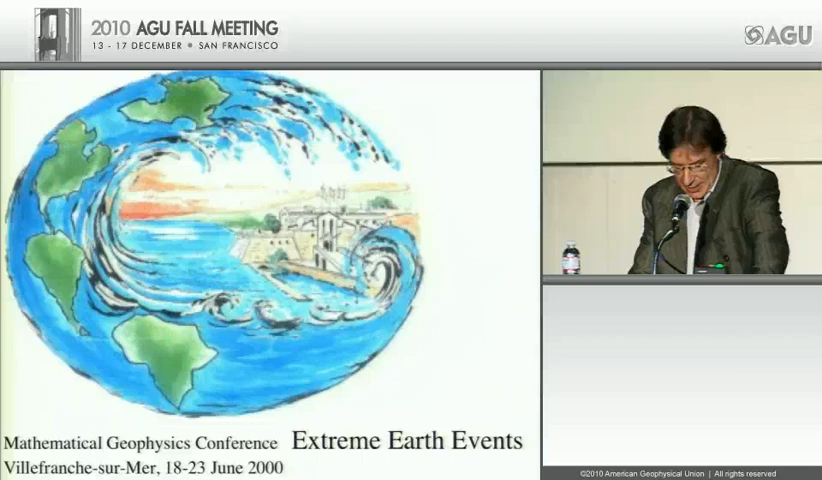 2010 AGU FALL MEETING
13 - 17 DECEMBER • SAN FRANCISCO
AGU
Mathematical Geophysics Conference Extreme Earth Events
Villefranche-sur-Mer, 18-23 June 2000
©2010 American Geophysical Union | All rights reserved